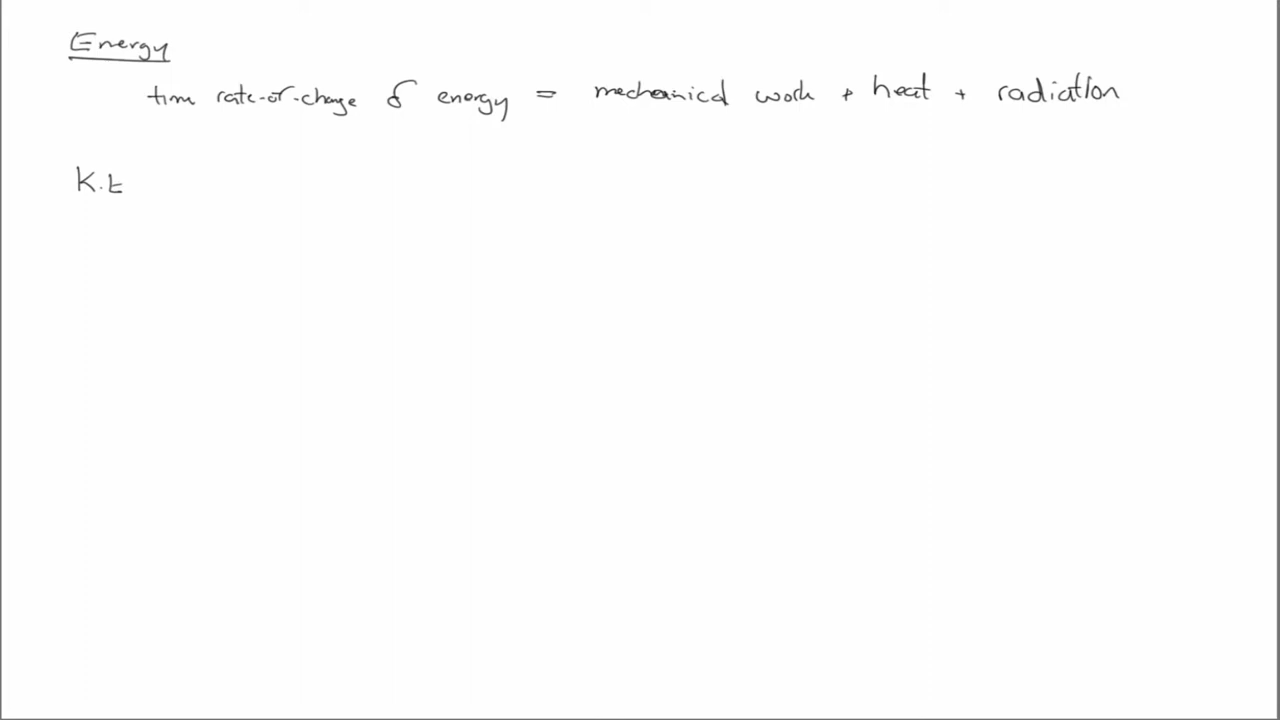 Energy
time rate-of-change of energy = mechanical work + heat + radiation
K.E